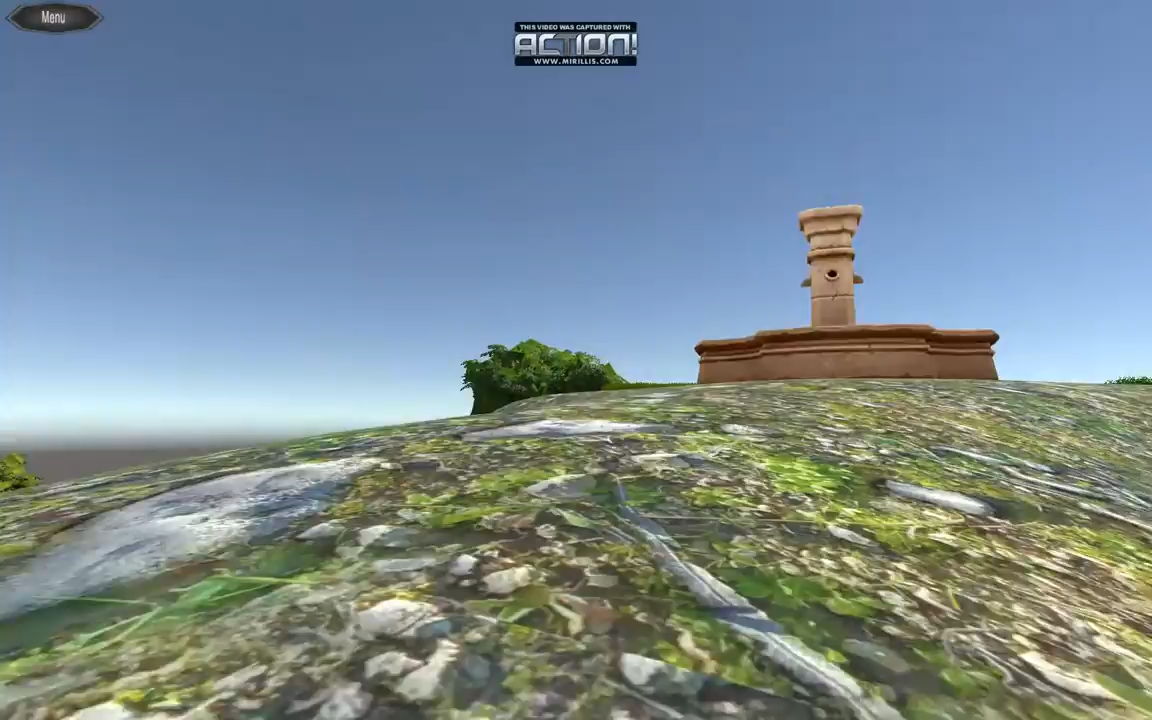 Menu
THIS VIDEO WAS CAPTURED WITH
ACTION!
WWW.MIRILLIS.COM